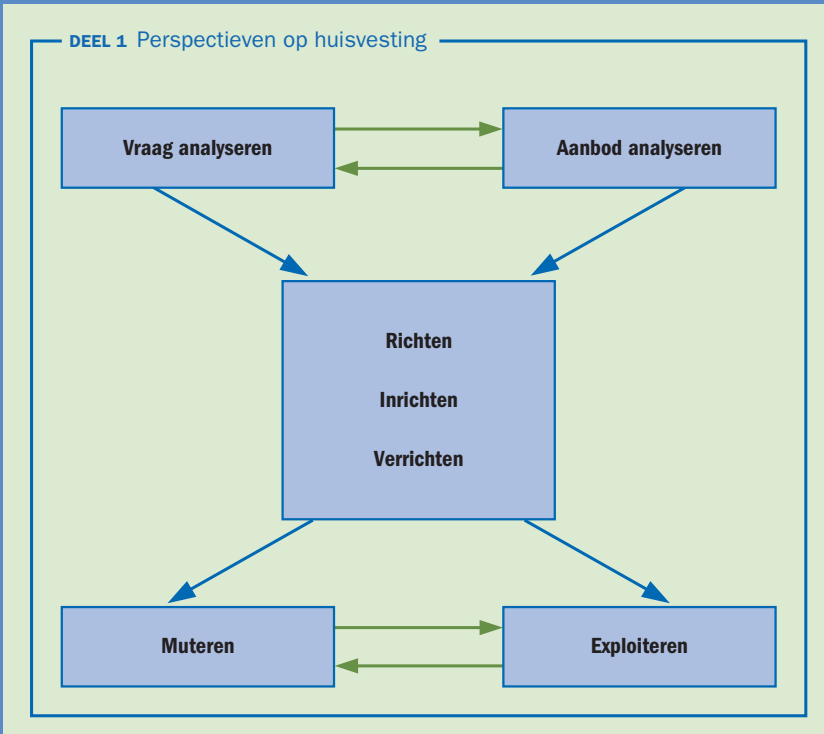 DEEL 1 Perspectieven op huisvesting
Vraag analyseren
Aanbod analyseren
Richten
Inrichten
Verrichten
Muteren
Exploiteren